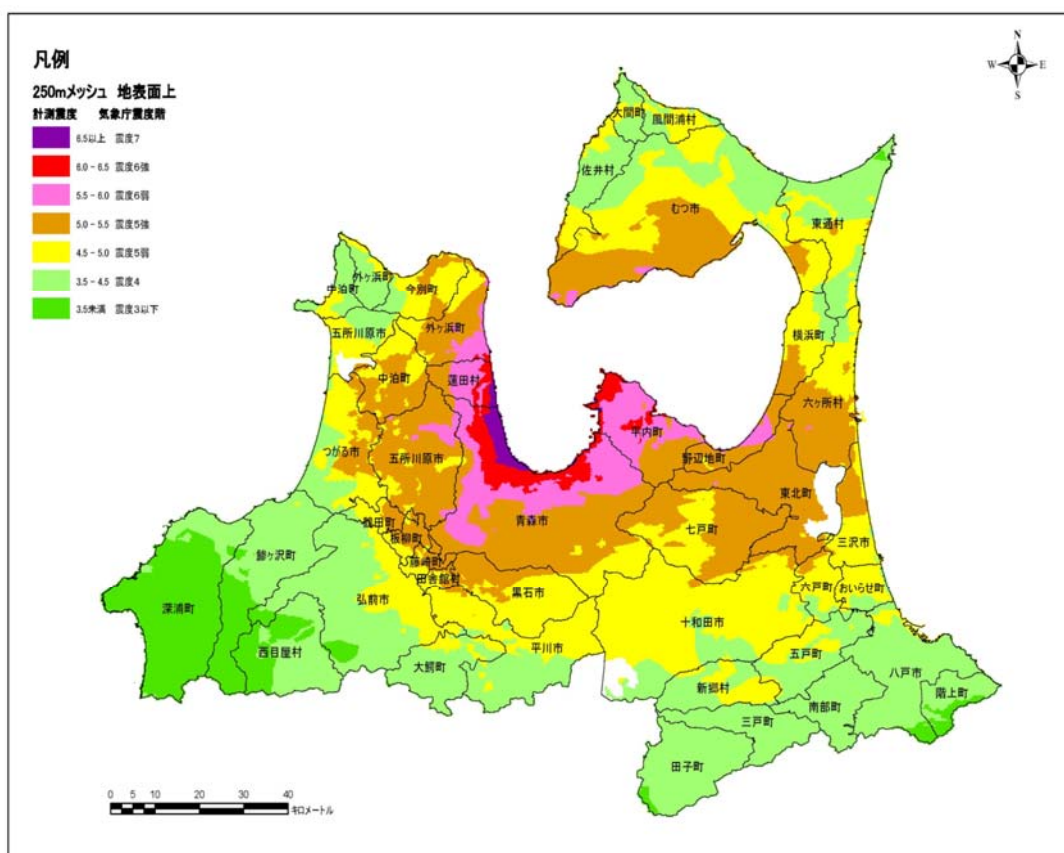 凡例
250mメッシュ 地表面上
計測震度 気象庁震度階
6.5以上 震度7
6.0 - 6.5 震度6強
5.5 - 6.0 震度6弱
5.0 - 5.5 震度5強
4.5 - 5.0 震度5弱
3.5 - 4.5 震度4
3.5未満 震度3以下
N
W E
S
大間町
風間浦村
佐井村
むつ市
東通村
外ヶ浜町
中泊町
今別町
五所川原市
外ヶ浜町
横浜町
中泊町
蓬田村
六ヶ所村
平内町
つがる市
五所川原市
野辺地町
東北町
青森市
七戸町
鶴田町
板柳町
三沢市
藤崎町
鰺ヶ沢町
田舎館村
六戸町
おいらせ町
黒石市
深浦町
弘前市
十和田市
西目屋村
平川市
五戸町
大鰐町
八戸市
新郷村
階上町
南部町
三戸町
田子町
0 5 10 20 30 40
キロメートル